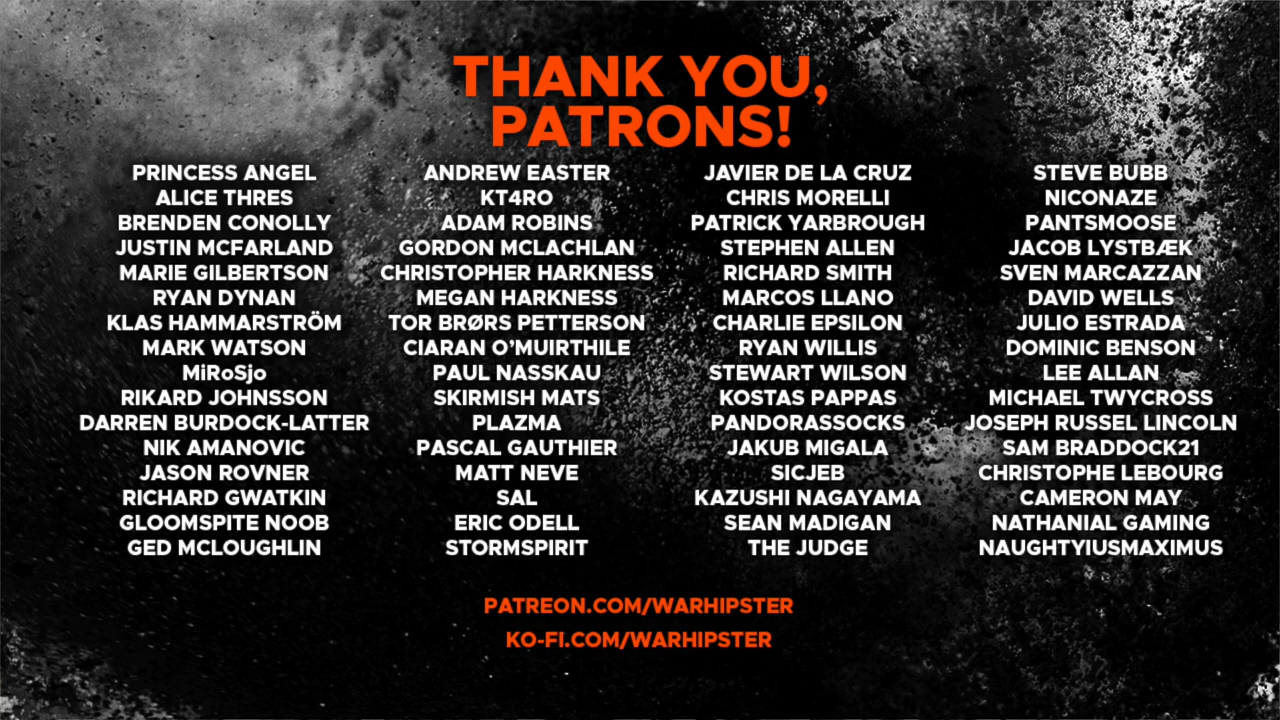 THANK YOU,
PATRONS!
PRINCESS ANGEL
ALICE THRES
BRENDEN CONOLLY
JUSTIN MCFARLAND
MARIE GILBERTSON
RYAN DYNAN
KLAS HAMMARSTRÖM
MARK WATSON
MiRoSjo
RIKARD JOHNSSON
DARREN BURDOCK-LATTER
NIK AMANOVIC
JASON ROVNER
RICHARD GWATKIN
GLOOMSPITE NOOB
GED MCLOUGHLIN
ANDREW EASTER
KT4RO
ADAM ROBINS
GORDON MCLACHLAN
CHRISTOPHER HARKNESS
MEGAN HARKNESS
TOR BRØRS PETTERSON
CIARAN O’MUIRTHILE
PAUL NASSKAU
SKIRMISH MATS
PLAZMA
PASCAL GAUTHIER
MATT NEVE
SAL
ERIC ODELL
STORMSPIRIT
JAVIER DE LA CRUZ
CHRIS MORELLI
PATRICK YARBROUGH
STEPHEN ALLEN
RICHARD SMITH
MARCOS LLANO
CHARLIE EPSILON
RYAN WILLIS
STEWART WILSON
KOSTAS PAPPAS
PANDORASSOCKS
JAKUB MIGALA
SICJEB
KAZUSHI NAGAYAMA
SEAN MADIGAN
THE JUDGE
STEVE BUBB
NICONAZE
PANTSMOOSE
JACOB LYSTBÆK
SVEN MARCAZZAN
DAVID WELLS
JULIO ESTRADA
DOMINIC BENSON
LEE ALLAN
MICHAEL TWYCROSS
JOSEPH RUSSEL LINCOLN
SAM BRADDOCK21
CHRISTOPHE LEBOURG
CAMERON MAY
NATHANIAL GAMING
NAUGHTYIUSMAXIMUS
PATREON.COM/WARHIPSTER
KO-FI.COM/WARHIPSTER